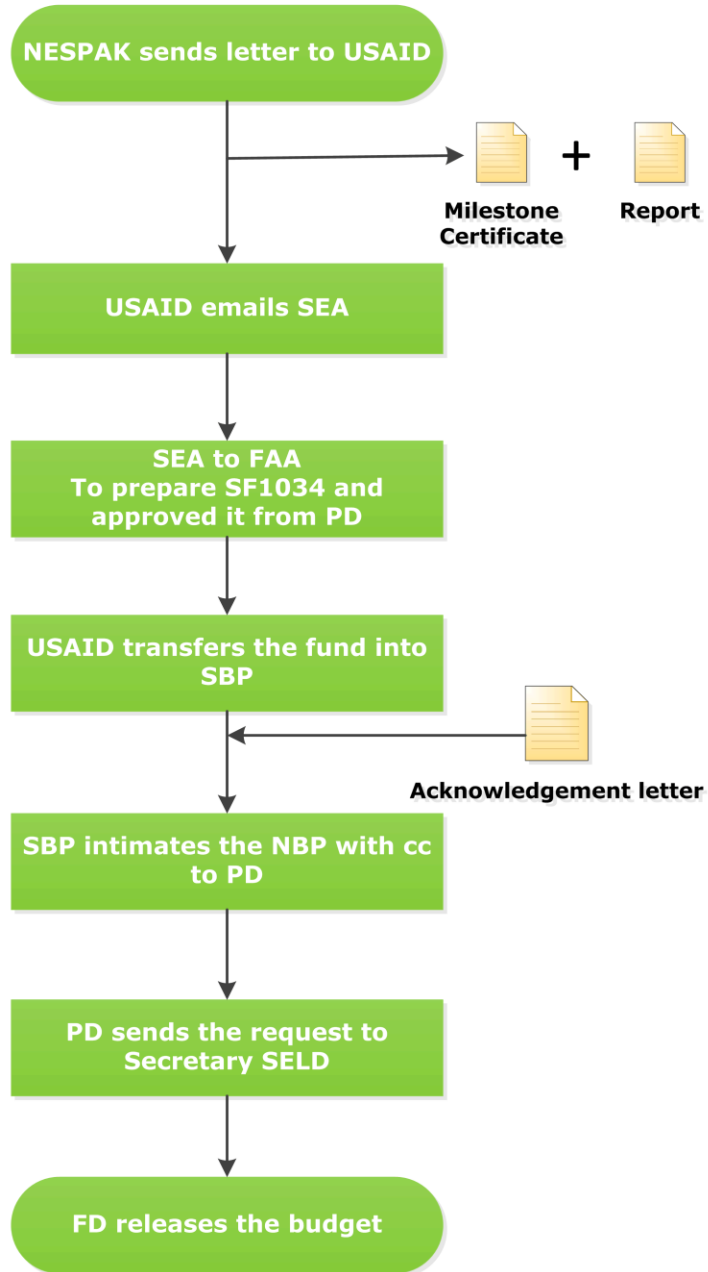 NESPAK sends letter to USAID
+
Milestone
Certificate
Report
USAID emails SEA
SEA to FAA
To prepare SF1034 and
approved it from PD
USAID transfers the fund into
SBP
Acknowledgement letter
SBP intimates the NBP with cc
to PD
PD sends the request to
Secretary SELD
FD releases the budget